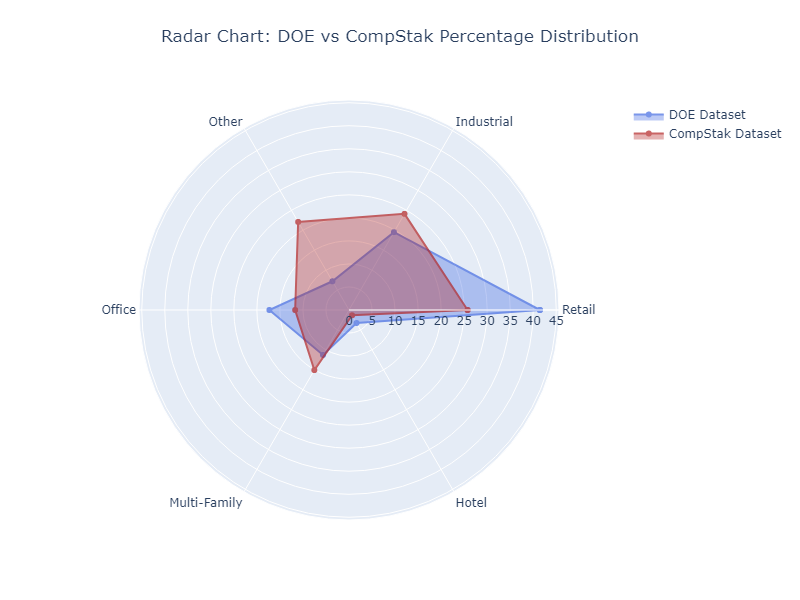 Radar Chart: DOE vs CompStak Percentage Distribution
DOE Dataset
CompStak Dataset
Other
Industrial
Office
Retail
0 5 10 15 20 25 30 35 40 45
Multi-Family
Hotel